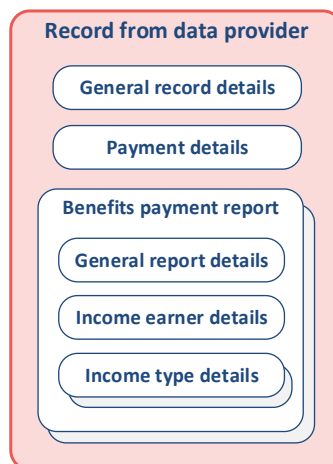 Record from data provider
General record details
Payment details
Benefits payment report
General report details
Income earner details
Income type details